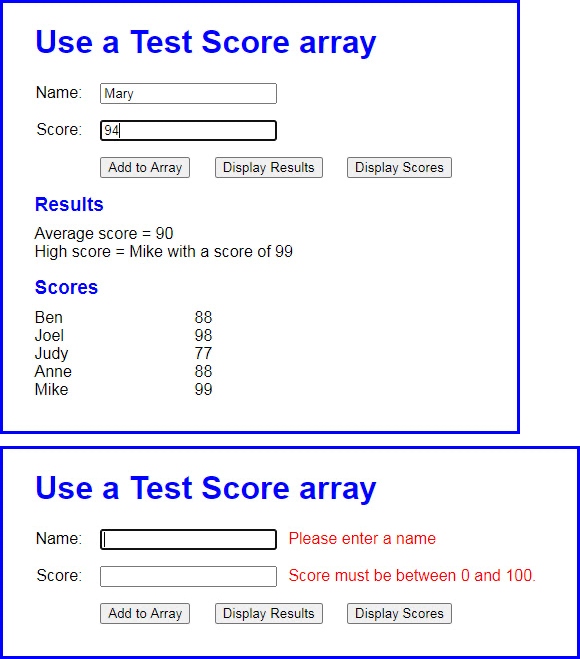 Use a Test Score array
Name: Mary
Score: 94
Add to Array Display Results Display Scores
Results
Average score = 90
High score = Mike with a score of 99
Scores
Ben 88
Joel 98
Judy 77
Anne 88
Mike 99
Use a Test Score array
Name: Please enter a name
Score: Score must be between 0 and 100.
Add to Array Display Results Display Scores